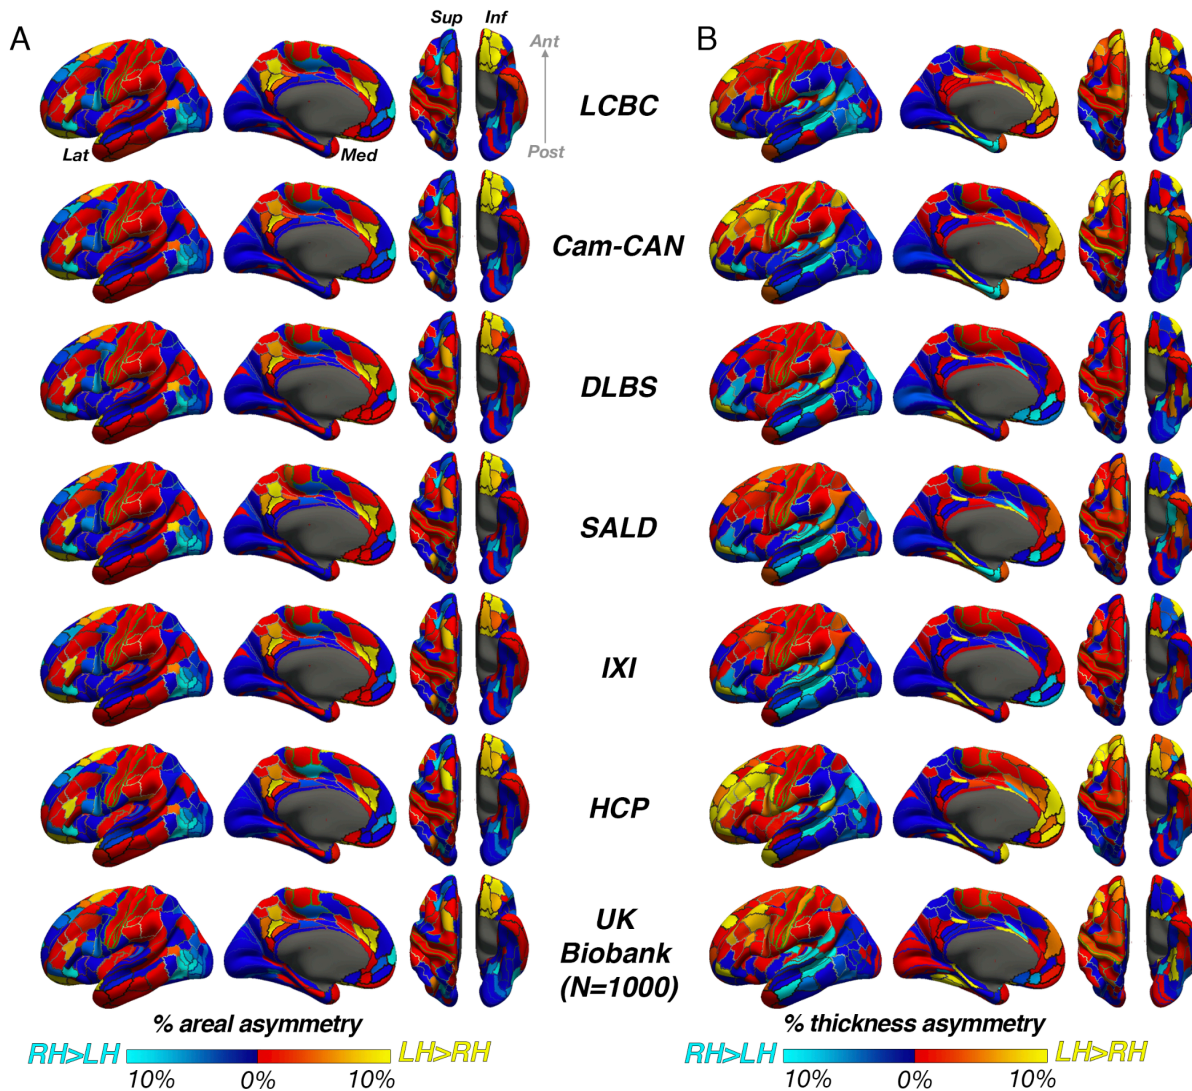 A
Sup
Inf
Ant
Post
Lat
Med
B
LCBC
Cam-CAN
DLBS
SALD
IXI
HCP
UK
Biobank
(N=1000)
% areal asymmetry
RH>LH
LH>RH
10%
0%
10%
% thickness asymmetry
RH>LH
LH>RH
10%
0%
10%